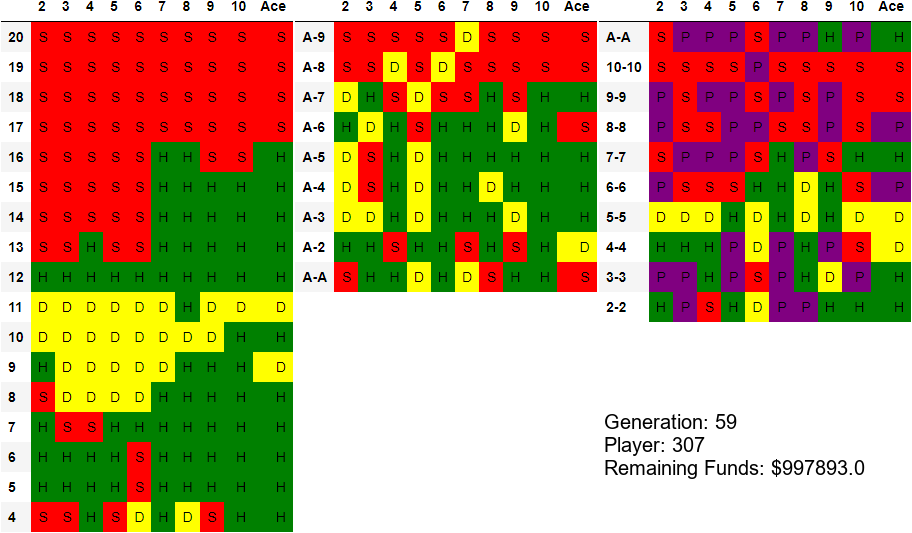 2 3 4 5 6 7 8 9 10 Ace
20 S S S S S S S S S S
19 S S S S S S S S S S
18 S S S S S S S S S S
17 S S S S S S S S S S
16 S S S S S H H S S H
15 S S S S S H H H H H
14 S S S S S H H H H H
13 S S H S S H H H H H
12 H H H H H H H H H H
11 D D D D D D H D D D
10 D D D D D D D D H H
9 H D D D D D H H H D
8 S D D D D H H H H H
7 H S S H H H H H H H
6 H H H H S H H H H H
5 H H H H S H H H H H
4 S S H S D H D S H H
2 3 4 5 6 7 8 9 10 Ace
A-9 S S S S S D S S S S
A-8 S S D S D S S S S S
A-7 D H S D S S H S H H
A-6 H D H S H H H D H S
A-5 D S H D H H H H H H
A-4 D S H D H H D H H H
A-3 D D H D H H H D H H
A-2 H H S H H S H S H D
A-A S H H D H D S H H S
2 3 4 5 6 7 8 9 10 Ace
A-A S P P P S P P H P H
10-10 S S S S P S S S S S
9-9 P S P P S P S P S S
8-8 P S S P P S S P S P
7-7 S P P P S H P S H H
6-6 P S S S H H D H S P
5-5 D D D H D H D H D D
4-4 H H H P D P H P S D
3-3 P P H P S P H D P H
2-2 H P S H D P P H H H
Generation: 59
Player: 307
Remaining Funds: $997893.0